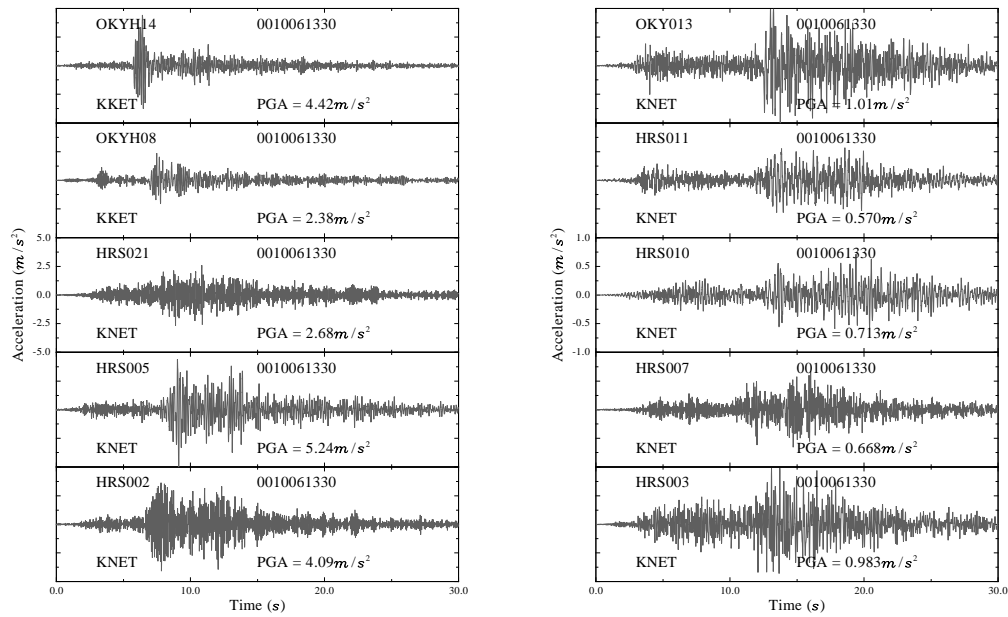 OKYH14 0010061330
KKET PGA = 4.42m/s²
OKYH08 0010061330
KKET PGA = 2.38m/s²
5.0
HRS021 0010061330
2.5
0.0
-2.5
KNET PGA = 2.68m/s²
-5.0
Acceleration (m/s²)
HRS005 0010061330
KNET PGA = 5.24m/s²
HRS002 0010061330
KNET PGA = 4.09m/s²
0.0 10.0 20.0 30.0
Time (s)
OKY013 0010061330
KNET PGA = 1.01m/s²
HRS011 0010061330
KNET PGA = 0.570m/s²
1.0
HRS010 0010061330
0.5
0.0
-0.5
KNET PGA = 0.713m/s²
-1.0
Acceleration (m/s²)
HRS007 0010061330
KNET PGA = 0.668m/s²
HRS003 0010061330
KNET PGA = 0.983m/s²
0.0 10.0 20.0 30.0
Time (s)